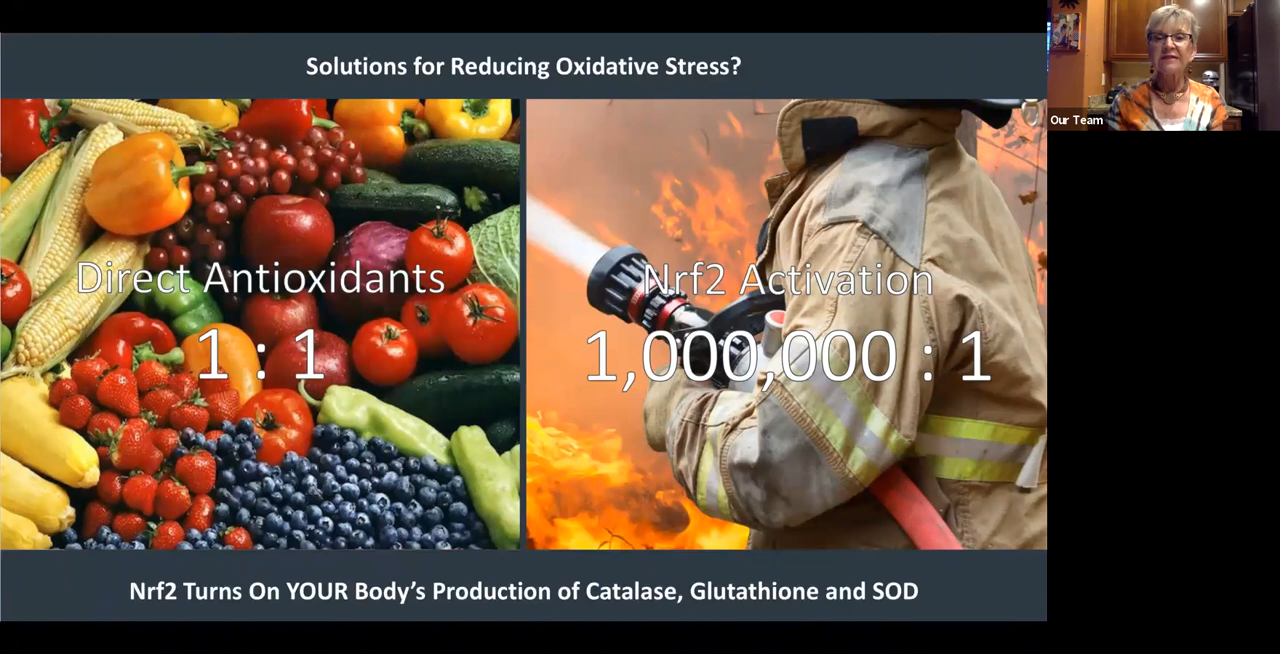 Solutions for Reducing Oxidative Stress?
Our Team
Direct Antioxidants
1 : 1
Nrf2 Activation
1,000,000 : 1
Nrf2 Turns On YOUR Body’s Production of Catalase, Glutathione and SOD